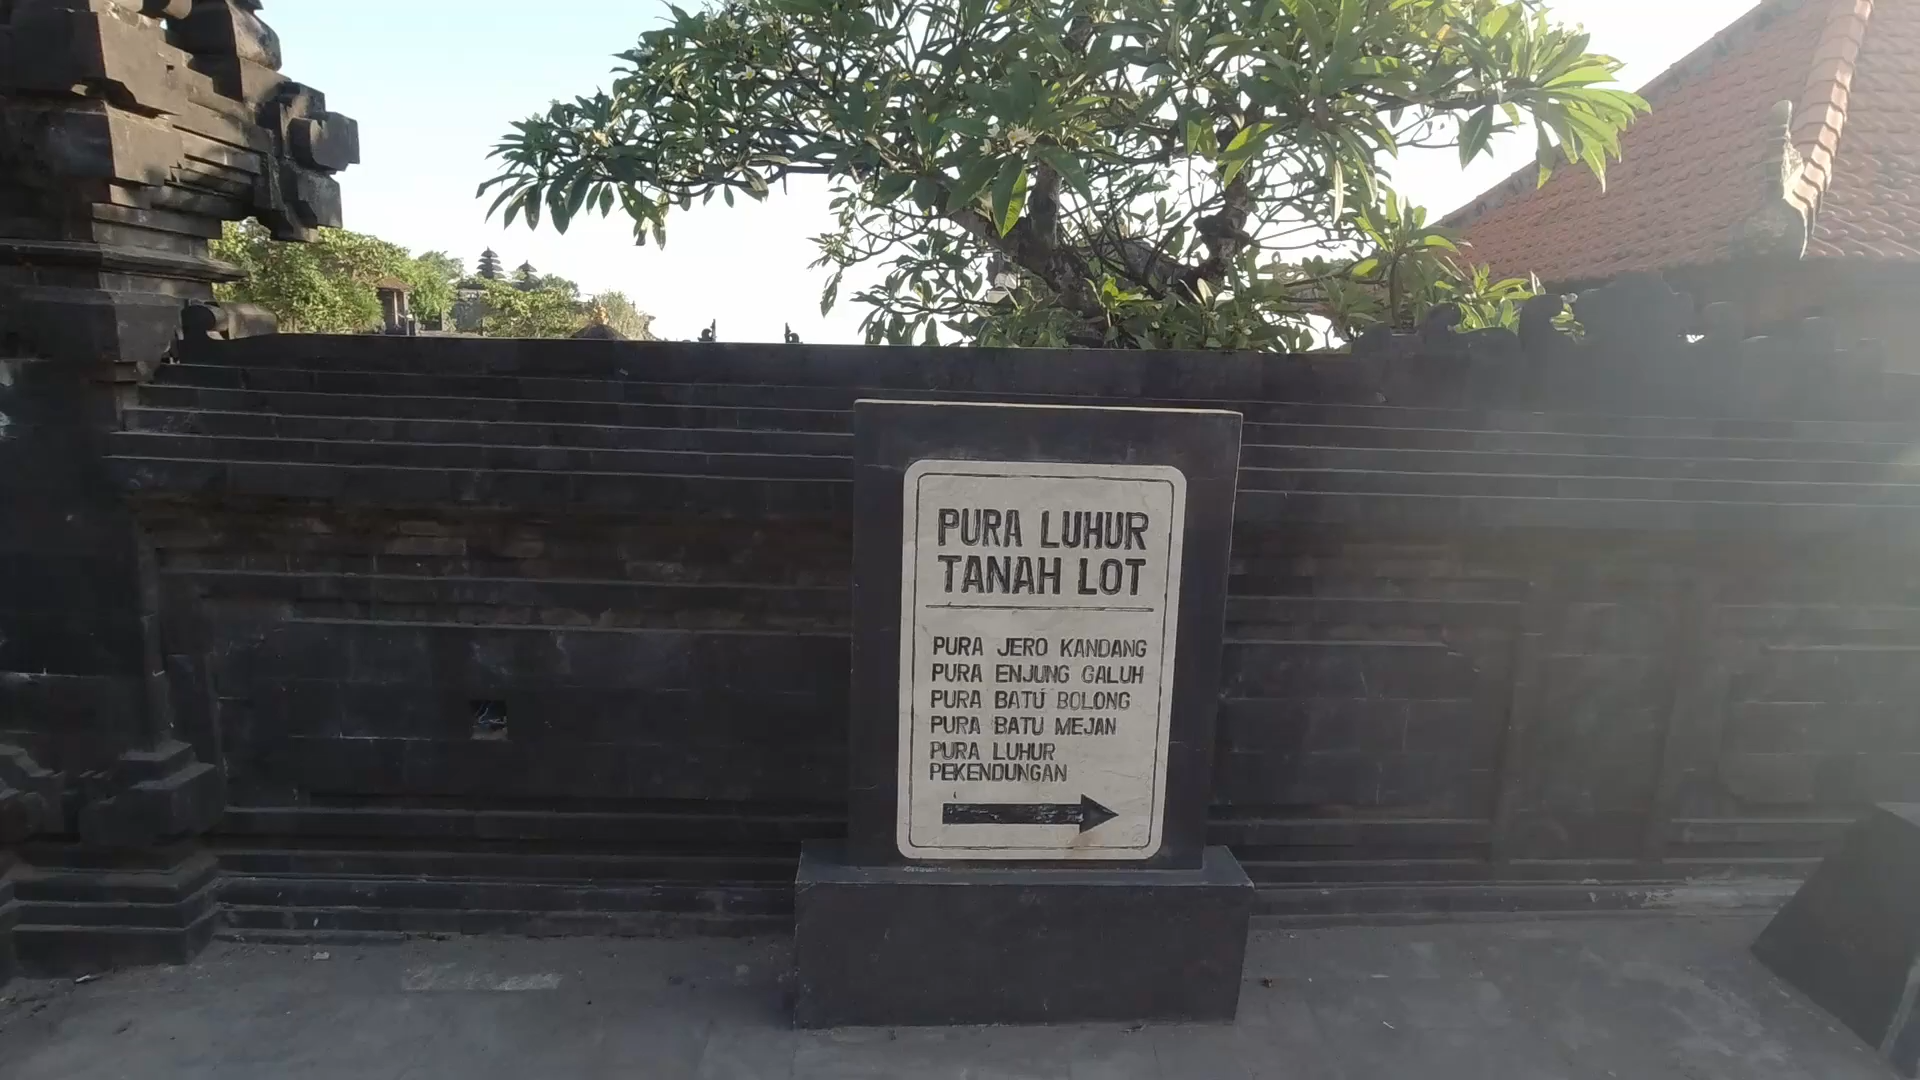 PURA LUHUR
TANAH LOT
PURA JERO KANDANG
PURA ENJUNG GALUH
PURA BATU BOLONG
PURA BATU MEJAN
PURA LUHUR
PEKENDUNGAN